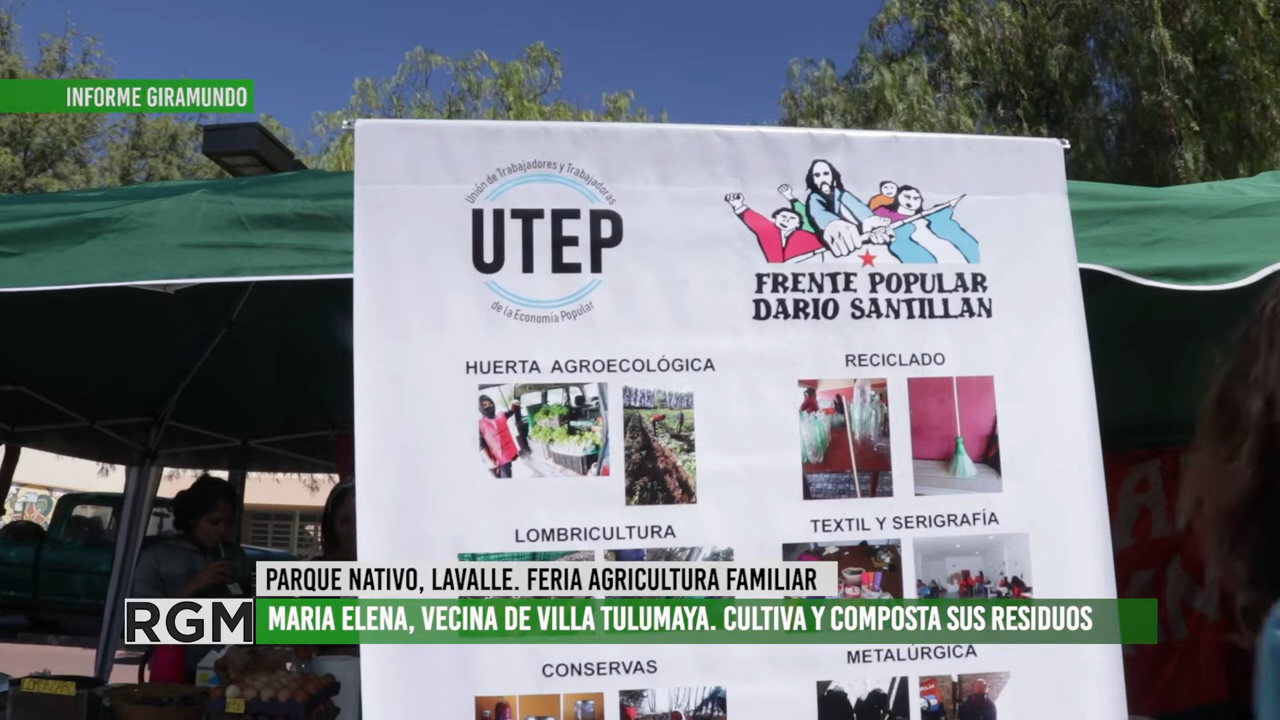 INFORME GIRAMUNDO
Unión de Trabajadores y Trabajadoras
UTEP
de la Economía Popular
FRENTE POPULAR
DARIO SANTILLAN
HUERTA AGROECOLÓGICA
RECICLADO
LOMBRICULTURA
TEXTIL Y SERIGRAFÍA
PARQUE NATIVO, LAVALLE. FERIA AGRICULTURA FAMILIAR
RGM
MARIA ELENA, VECINA DE VILLA TULUMAYA. CULTIVA Y COMPOSTA SUS RESIDUOS
CONSERVAS
METALÚRGICA